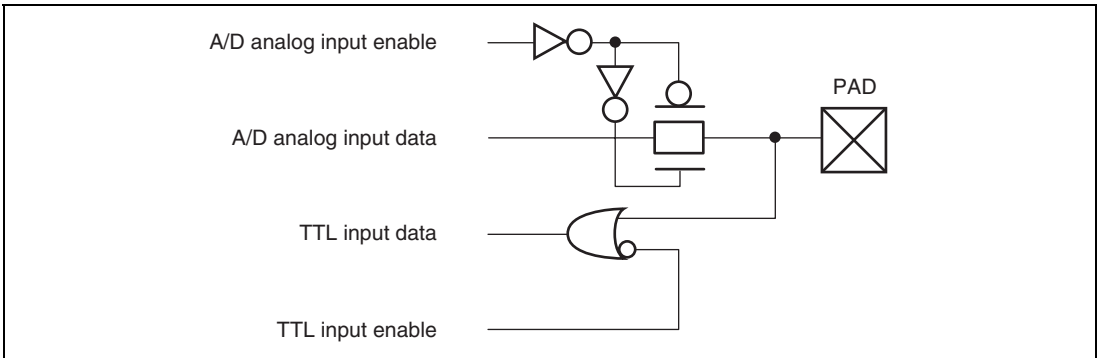 A/D analog input enable
PAD
A/D analog input data
TTL input data
TTL input enable